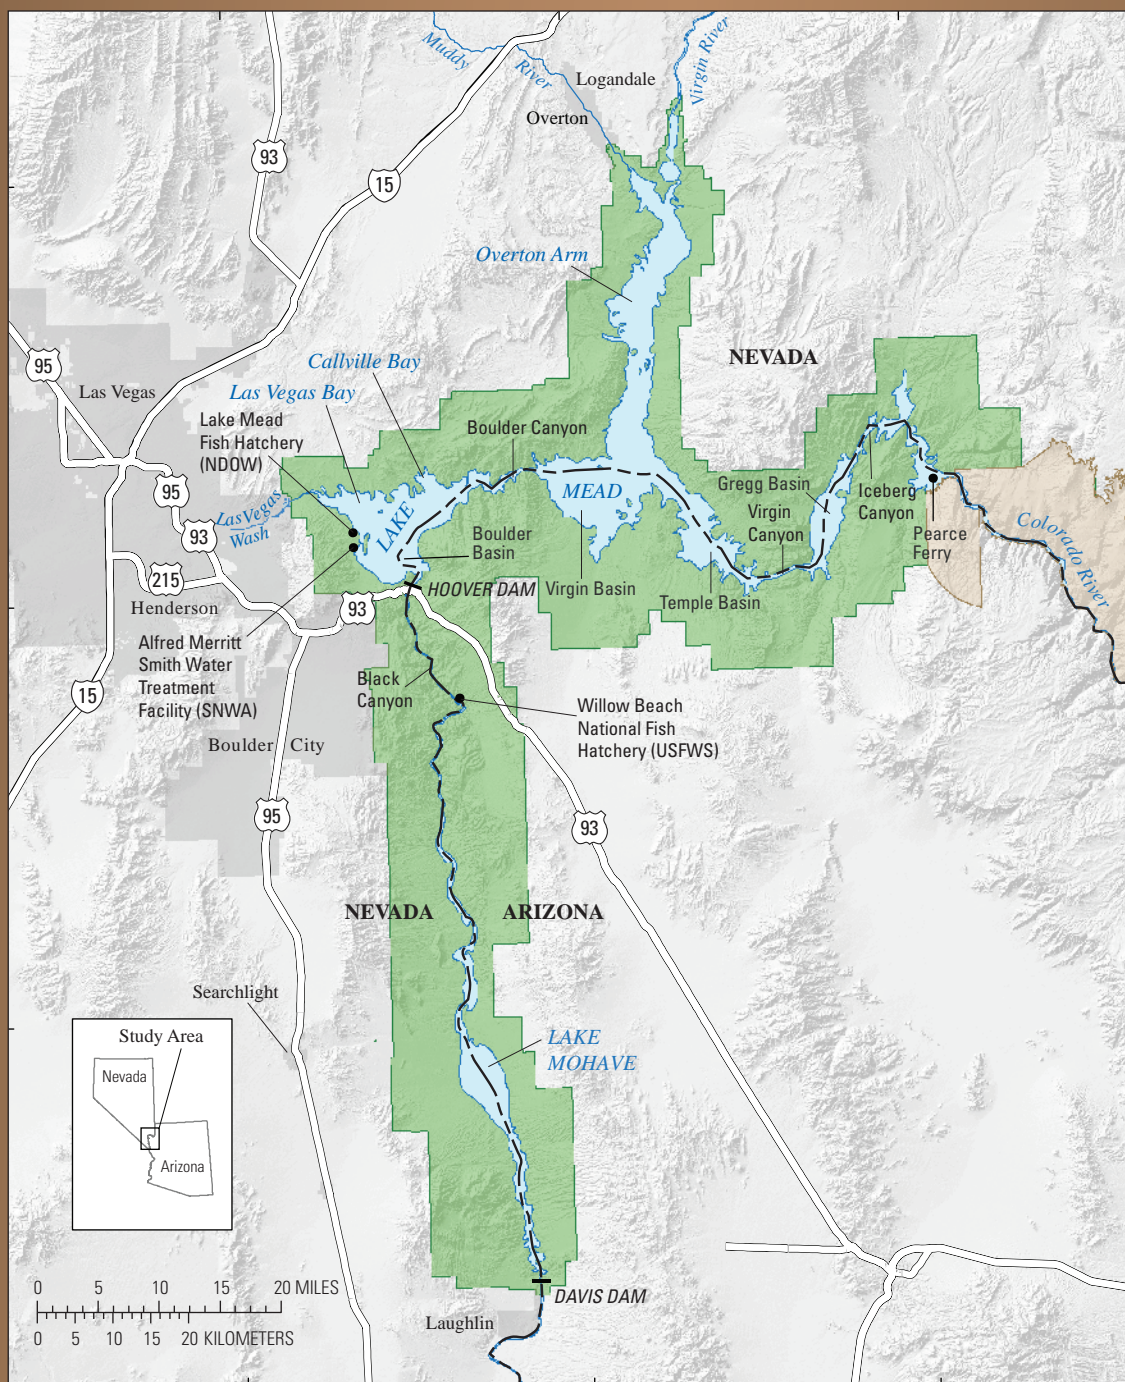 Muddy
River
Virgin River
Logandale
Overton
93
15
Overton Arm
NEVADA
95
Callville Bay
Las Vegas
Las Vegas Bay
Lake Mead
Fish Hatchery
(NDOW)
Boulder Canyon
95
LAKE
MEAD
Gregg Basin
Virgin
Canyon
Iceberg
Canyon
Las Vegas
Wash
93
Boulder
Basin
Pearce
Ferry
Colorado River
215
Henderson
93
HOOVER DAM
Virgin Basin
Temple Basin
Alfred Merritt
Smith Water
Treatment
Facility (SNWA)
15
Black
Canyon
Willow Beach
National Fish
Hatchery (USFWS)
Boulder City
95
93
NEVADA
ARIZONA
Searchlight
Study Area
Nevada
Arizona
LAKE
MOHAVE
DAVIS DAM
Laughlin
0 5 10 15 20 MILES
0 5 10 15 20 KILOMETERS